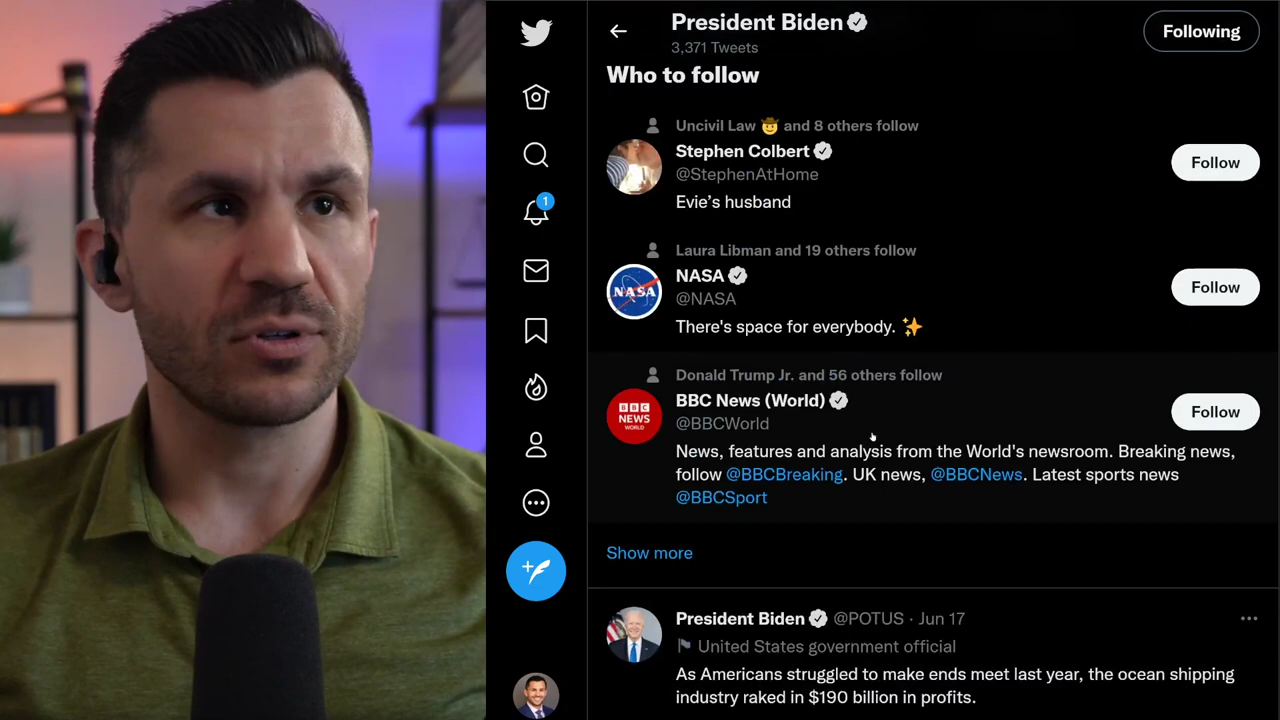 President Biden
3,371 Tweets
Following
Who to follow
Uncivil Law 🤠 and 8 others follow
Stephen Colbert
@StephenAtHome
Follow
Evie’s husband
Laura Libman and 19 others follow
NASA
NASA
@NASA
Follow
There's space for everybody. ✨
1
Donald Trump Jr. and 56 others follow
BBC
NEWS
WORLD
BBC News (World)
@BBCWorld
Follow
News, features and analysis from the World's newsroom. Breaking news,
follow @BBCBreaking. UK news, @BBCNews. Latest sports news
@BBCSport
Show more
President Biden @POTUS · Jun 17
United States government official
As Americans struggled to make ends meet last year, the ocean shipping
industry raked in $190 billion in profits.